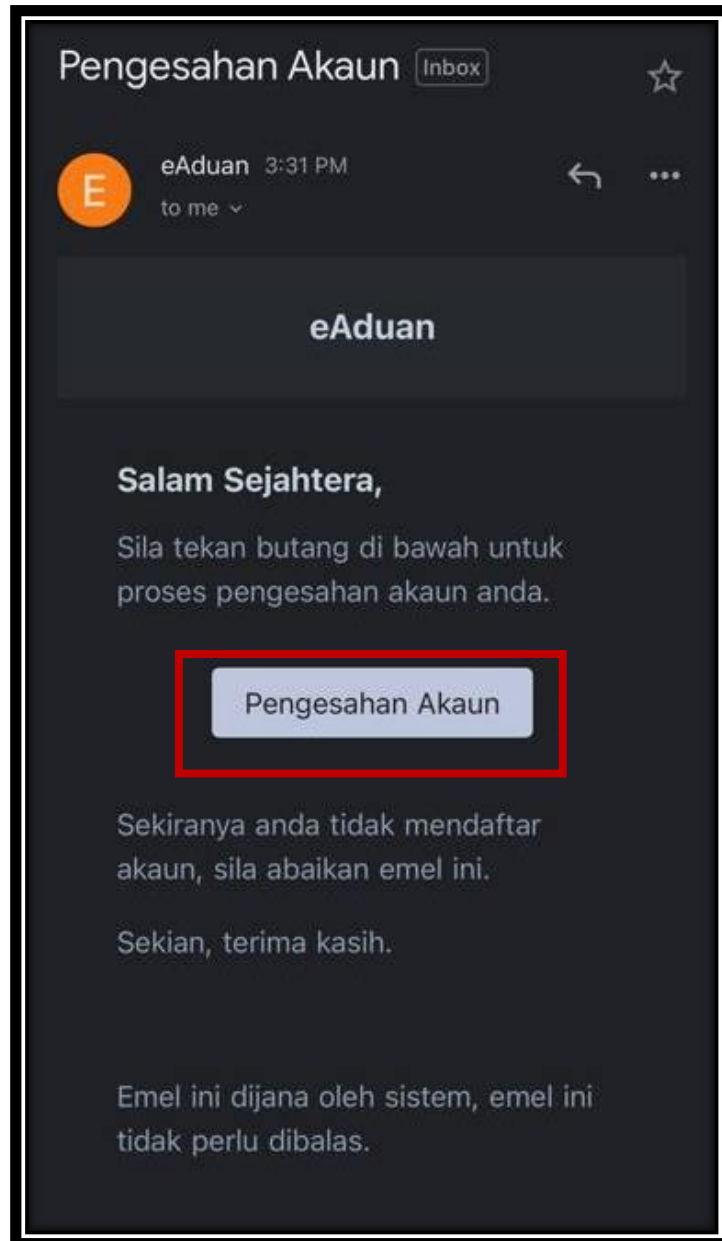 Pengesahan Akaun Inbox
E
eAduan 3:31 PM
to me
eAduan
Salam Sejahtera,
Sila tekan butang di bawah untuk
proses pengesahan akaun anda.
Pengesahan Akaun
Sekiranya anda tidak mendaftar
akaun, sila abaikan emel ini.
Sekian, terima kasih.
Emel ini dijana oleh sistem, emel ini
tidak perlu dibalas.